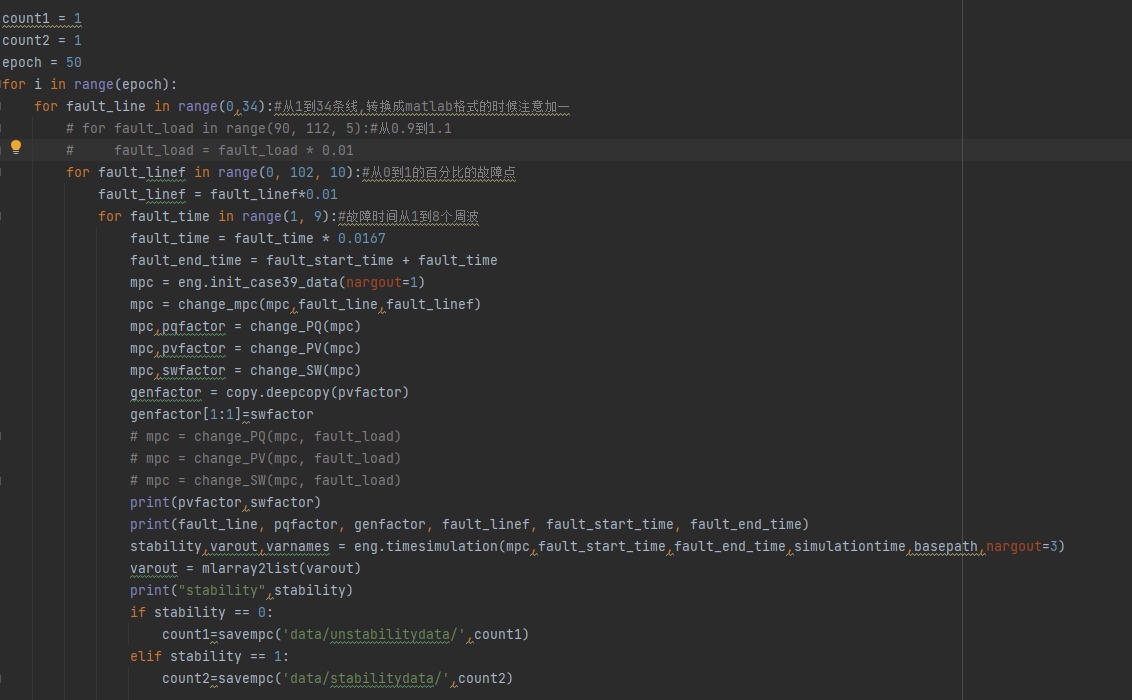 count1 = 1
count2 = 1
epoch = 50
for i in range(epoch):
    for fault_line in range(0,34):#从1到34条线,转换成matlab格式的时候注意加一
        # for fault_load in range(90, 112, 5):#从0.9到1.1
        #     fault_load = fault_load * 0.01
        for fault_linef in range(0, 102, 10):#从0到1的百分比的故障点
            fault_linef = fault_linef*0.01
            for fault_time in range(1, 9):#故障时间从1到8个周波
                fault_time = fault_time * 0.0167
                fault_end_time = fault_start_time + fault_time
                mpc = eng.init_case39_data(nargout=1)
                mpc = change_mpc(mpc,fault_line,fault_linef)
                mpc,pqfactor = change_PQ(mpc)
                mpc,pvfactor = change_PV(mpc)
                mpc,swfactor = change_SW(mpc)
                genfactor = copy.deepcopy(pvfactor)
                genfactor[1:1]=swfactor
                # mpc = change_PQ(mpc, fault_load)
                # mpc = change_PV(mpc, fault_load)
                # mpc = change_SW(mpc, fault_load)
                print(pvfactor,swfactor)
                print(fault_line, pqfactor, genfactor, fault_linef, fault_start_time, fault_end_time)
                stability,varout,varnames = eng.timesimulation(mpc,fault_start_time,fault_end_time,simulationtime,basepath,nargout=3)
                varout = mlarray2list(varout)
                print("stability",stability)
                if stability == 0:
                    count1=savempc('data/unstabilitydata/',count1)
                elif stability == 1:
                    count2=savempc('data/stabilitydata/',count2)